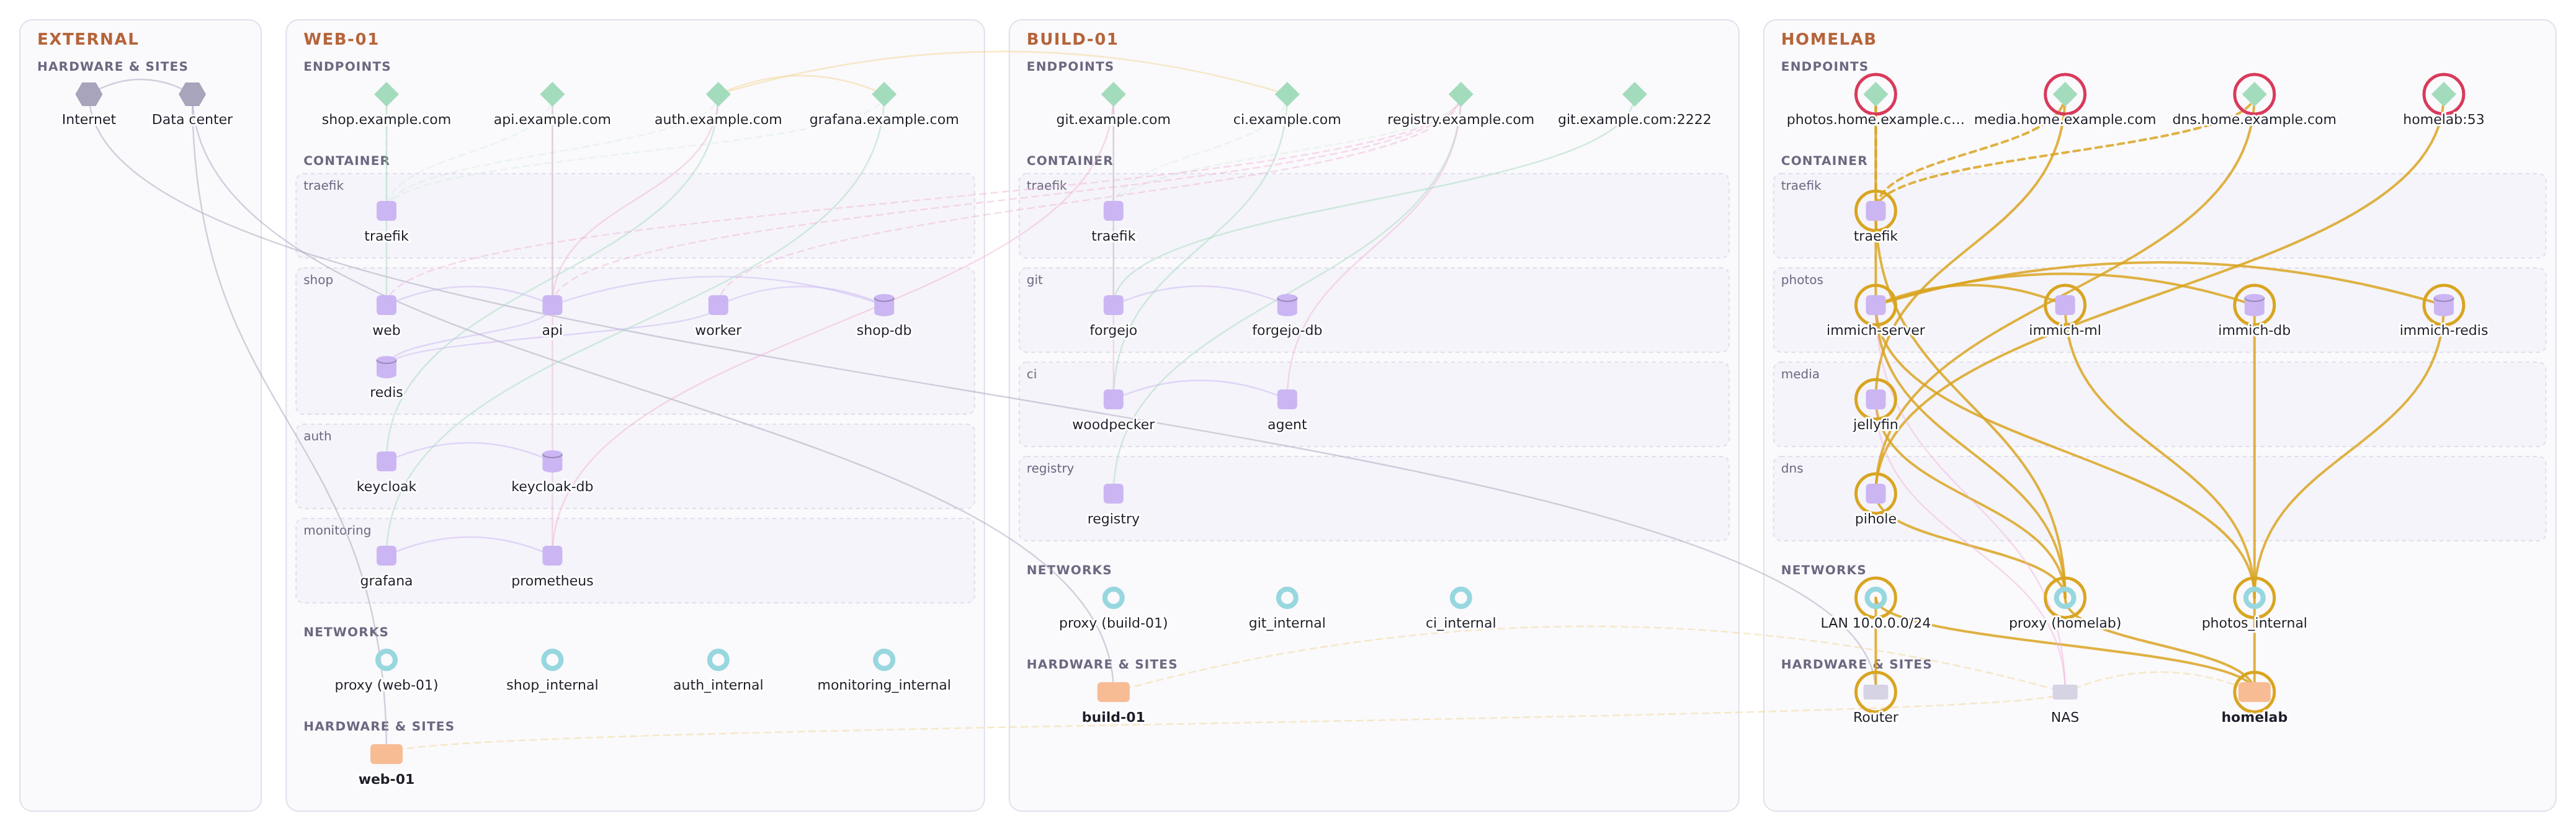 EXTERNAL
HARDWARE & SITES
Internet
Data center
WEB-01
ENDPOINTS
shop.example.com
api.example.com
auth.example.com
grafana.example.com
CONTAINER
traefik
traefik
shop
web
api
worker
shop-db
redis
auth
keycloak
keycloak-db
monitoring
grafana
prometheus
NETWORKS
proxy (web-01)
shop_internal
auth_internal
monitoring_internal
HARDWARE & SITES
web-01
BUILD-01
ENDPOINTS
git.example.com
ci.example.com
registry.example.com
git.example.com:2222
CONTAINER
traefik
traefik
git
forgejo
forgejo-db
ci
woodpecker
agent
registry
registry
NETWORKS
proxy (build-01)
git_internal
ci_internal
HARDWARE & SITES
build-01
HOMELAB
ENDPOINTS
photos.home.example.c…
media.home.example.com
dns.home.example.com
homelab:53
CONTAINER
traefik
traefik
photos
immich-server
immich-ml
immich-db
immich-redis
media
jellyfin
dns
pihole
NETWORKS
LAN 10.0.0.0/24
proxy (homelab)
photos_internal
HARDWARE & SITES
Router
NAS
homelab